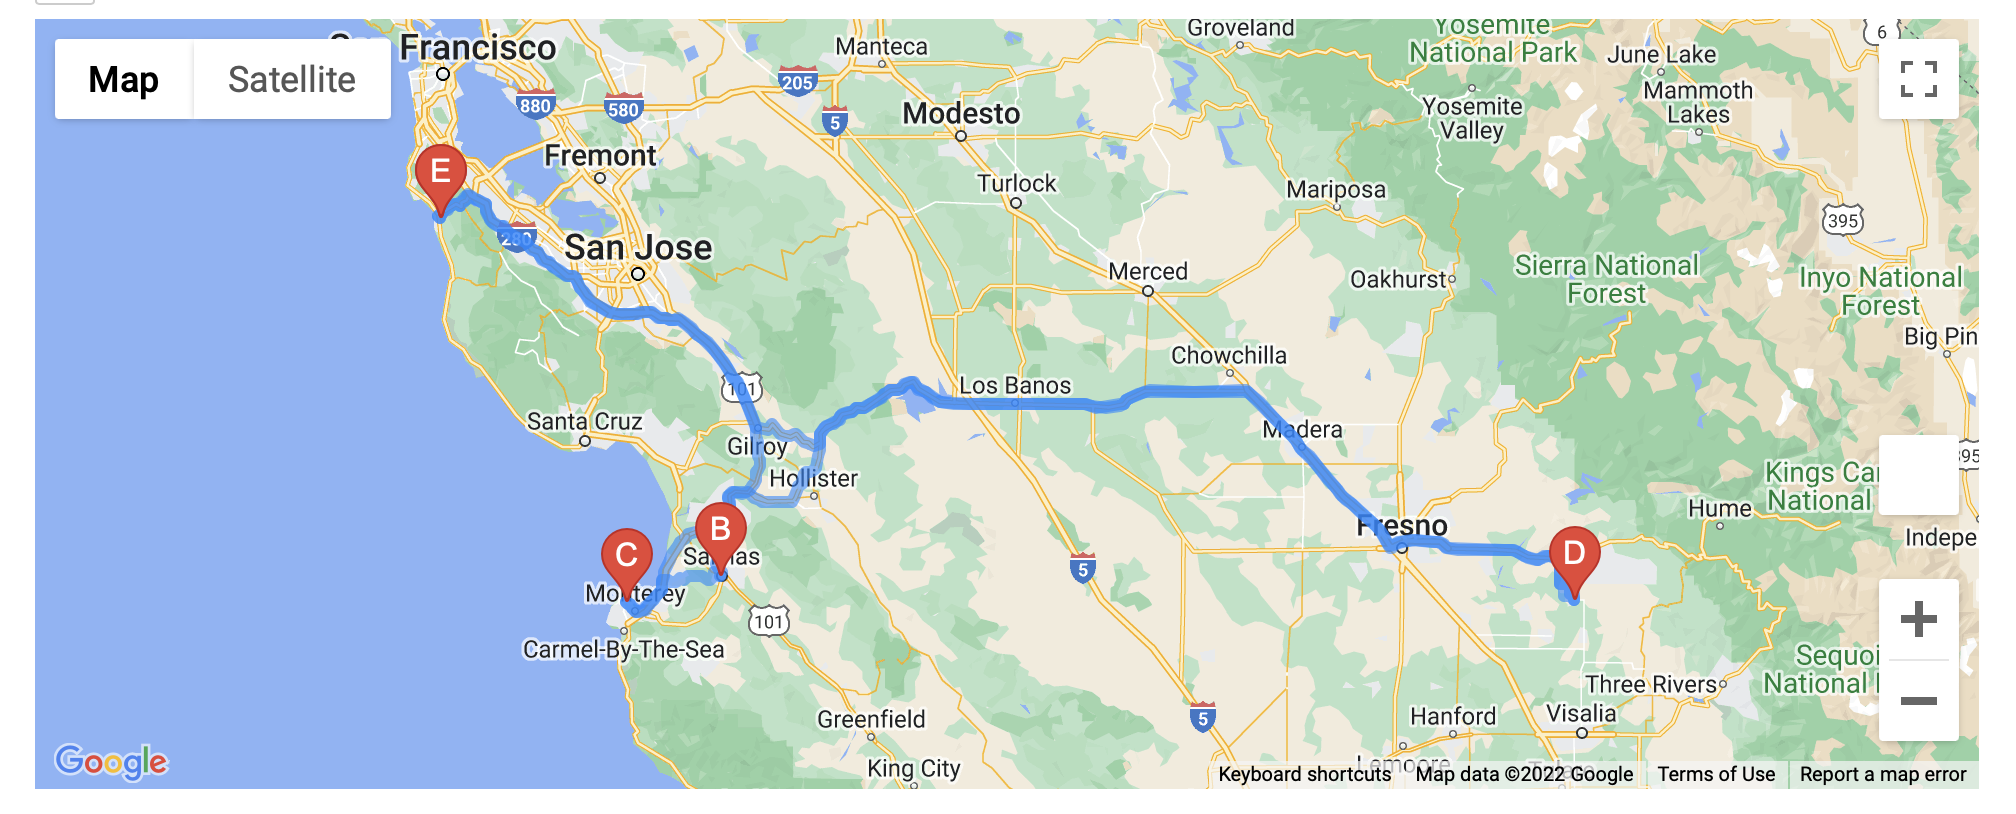 Francisco
Manteca
Groveland
Yosemite
National Park
June Lake
6
Map
Satellite
205
880
580
5
Modesto
Mammoth
Lakes
Yosemite
Valley
Fremont
E
Turlock
Mariposa
395
280
San Jose
Merced
Oakhurst
Sierra National
Forest
Inyo National
Forest
Big Pin
Chowchilla
Los Banos
101
Santa Cruz
Gilroy
Madera
Hollister
Kings Ca
National
395
Hume
B
Fresno
Indepe
C
Salinas
D
5
Monterey
101
Carmel-By-The-Sea
Sequoi
National
Three Rivers
Greenfield
5
Hanford
Visalia
Google
King City
Lemoore
Keyboard shortcuts
Map data ©2022 Google
Terms of Use
Report a map error